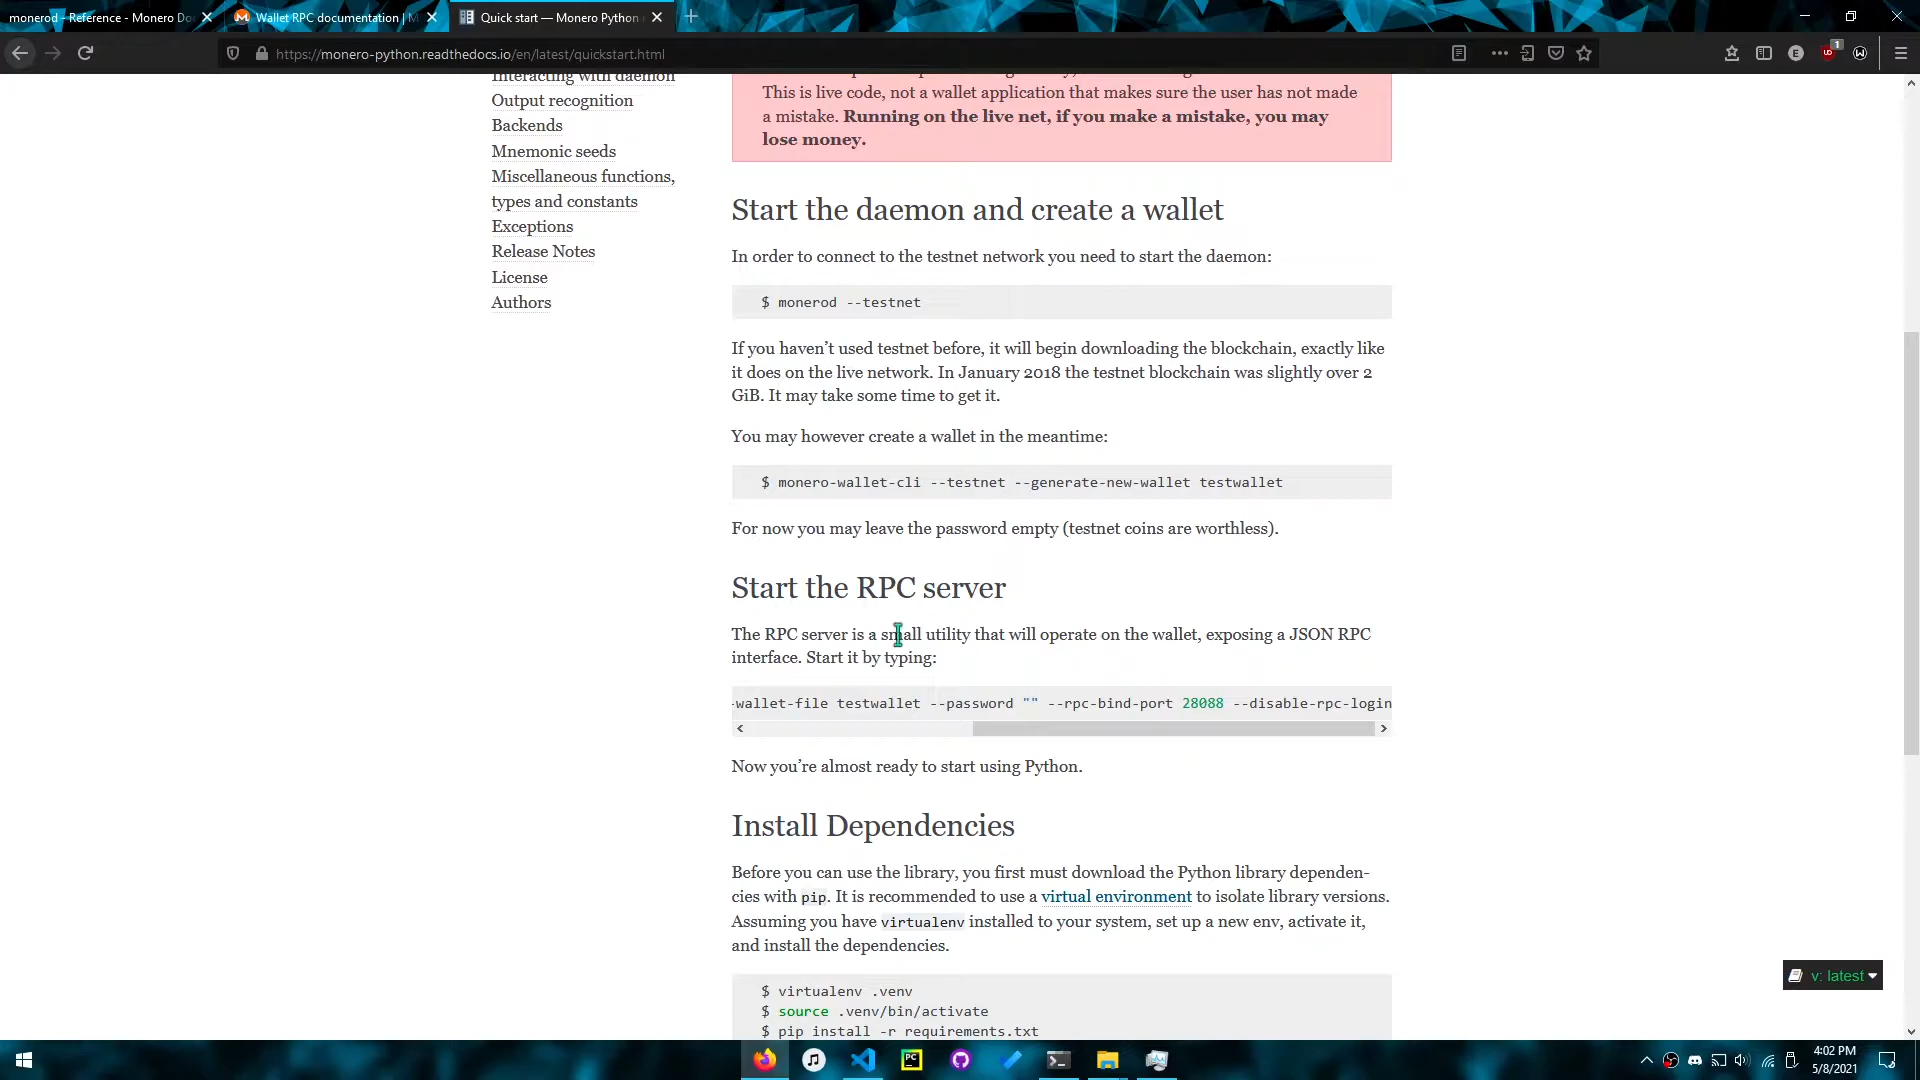 monerod - Reference - Monero Do
Wallet RPC documentation | M
Quick start — Monero Python
https://monero-python.readthedocs.io/en/latest/quickstart.html
1
Interacting with daemon
Output recognition
Backends
Mnemonic seeds
Miscellaneous functions,
types and constants
Exceptions
Release Notes
License
Authors
This is live code, not a wallet application that makes sure the user has not made
a mistake. Running on the live net, if you make a mistake, you may
lose money.
Start the daemon and create a wallet
In order to connect to the testnet network you need to start the daemon:
$ monerod --testnet
If you haven’t used testnet before, it will begin downloading the blockchain, exactly like
it does on the live network. In January 2018 the testnet blockchain was slightly over 2
GiB. It may take some time to get it.
You may however create a wallet in the meantime:
$ monero-wallet-cli --testnet --generate-new-wallet testwallet
For now you may leave the password empty (testnet coins are worthless).
Start the RPC server
The RPC server is a small utility that will operate on the wallet, exposing a JSON RPC
interface. Start it by typing:
-wallet-file testwallet --password "" --rpc-bind-port 28088 --disable-rpc-login
Now you’re almost ready to start using Python.
Install Dependencies
Before you can use the library, you first must download the Python library dependen-
cies with pip. It is recommended to use a virtual environment to isolate library versions.
Assuming you have virtualenv installed to your system, set up a new env, activate it,
and install the dependencies.
$ virtualenv .venv
$ source .venv/bin/activate
$ pip install -r requirements.txt
v: latest
4:02 PM
5/8/2021